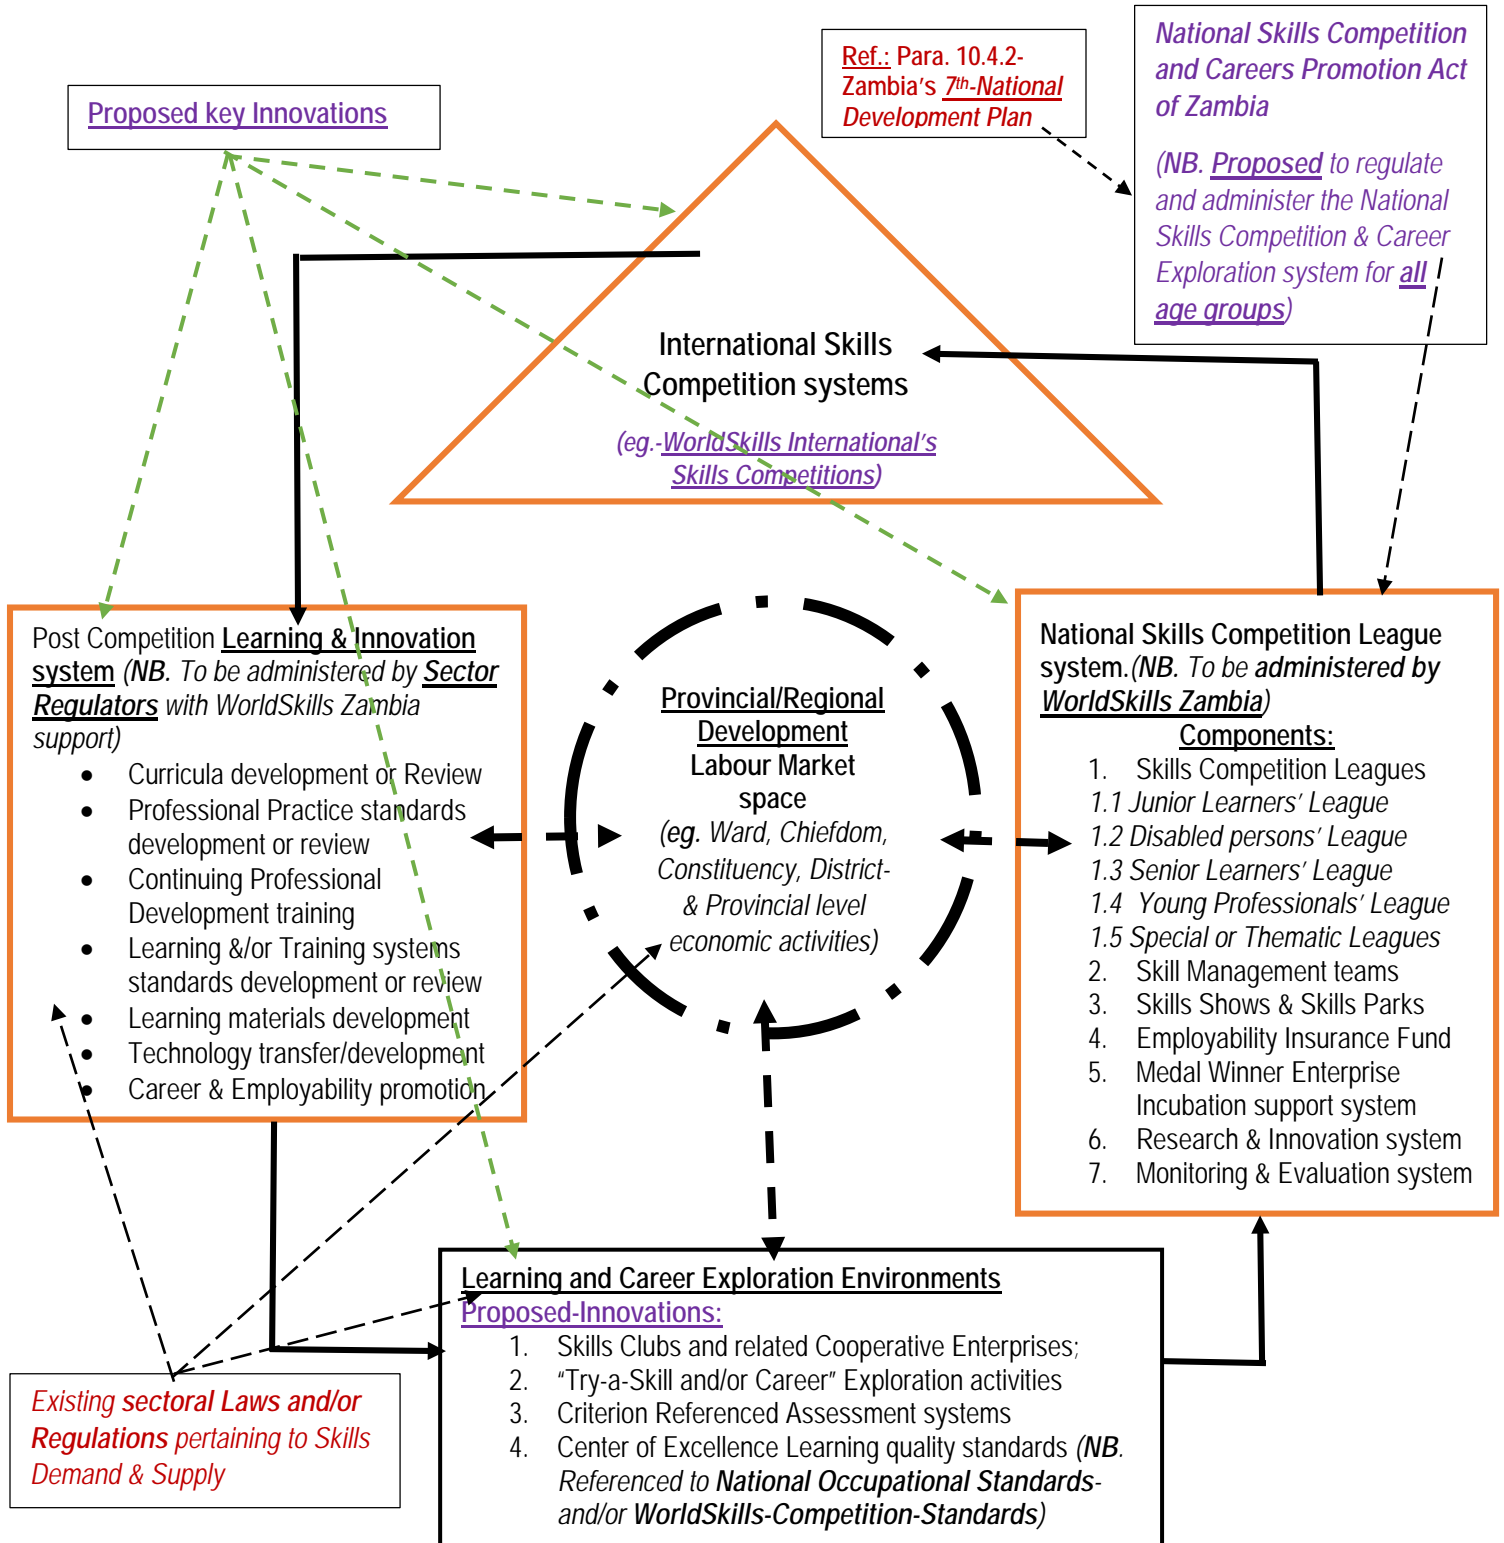 Proposed key Innovations
Ref.: Para. 10.4.2-
Zambia's 7th-National
Development Plan
National Skills Competition
and Careers Promotion Act
of Zambia
(NB. Proposed to regulate
and administer the National
Skills Competition & Career
Exploration system for all
age groups)
International Skills
Competition systems
(eg.-WorldSkills International's
Skills Competitions)
Post Competition Learning & Innovation
system (NB. To be administered by Sector
Regulators with WorldSkills Zambia
support)
• Curricula development or Review
• Professional Practice standards
development or review
• Continuing Professional
Development training
• Learning &/or Training systems
standards development or review
• Learning materials development
• Technology transfer/development
• Career & Employability promotion
Provincial/Regional
Development
Labour Market
space
(eg. Ward, Chiefdom,
Constituency, District-
& Provincial level
economic activities)
National Skills Competition League
system.(NB. To be administered by
WorldSkills Zambia)
Components:
1. Skills Competition Leagues
1.1 Junior Learners' League
1.2 Disabled persons' League
1.3 Senior Learners' League
1.4 Young Professionals' League
1.5 Special or Thematic Leagues
2. Skill Management teams
3. Skills Shows & Skills Parks
4. Employability Insurance Fund
5. Medal Winner Enterprise
Incubation support system
6. Research & Innovation system
7. Monitoring & Evaluation system
Learning and Career Exploration Environments
Proposed-Innovations:
1. Skills Clubs and related Cooperative Enterprises;
2. "Try-a-Skill and/or Career" Exploration activities
3. Criterion Referenced Assessment systems
4. Center of Excellence Learning quality standards (NB.
Referenced to National Occupational Standards-
and/or WorldSkills-Competition-Standards)
Existing sectoral Laws and/or
Regulations pertaining to Skills
Demand & Supply